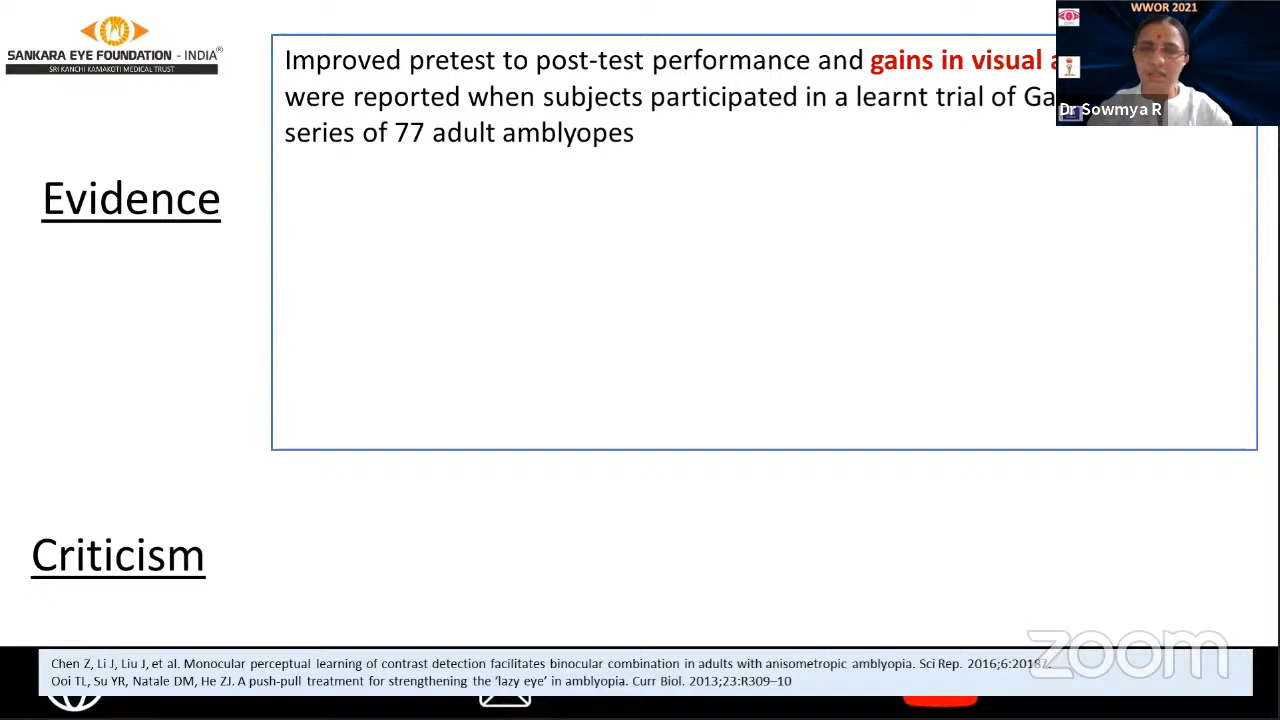 SANKARA EYE FOUNDATION - INDIA®
SRI KANCHI KAMAKOTI MEDICAL TRUST
WWOR 2021
Dr Sowmya R
Improved pretest to post-test performance and gains in visual
were reported when subjects participated in a learnt trial of
series of 77 adult amblyopes
Evidence
Criticism
zoom
Chen Z, Li J, Liu J, et al. Monocular perceptual learning of contrast detection facilitates binocular combination in adults with anisometropic amblyopia. Sci Rep. 2016;6:20187.
Ooi TL, Su YR, Natale DM, He ZJ. A push-pull treatment for strengthening the ‘lazy eye’ in amblyopia. Curr Biol. 2013;23:R309–10